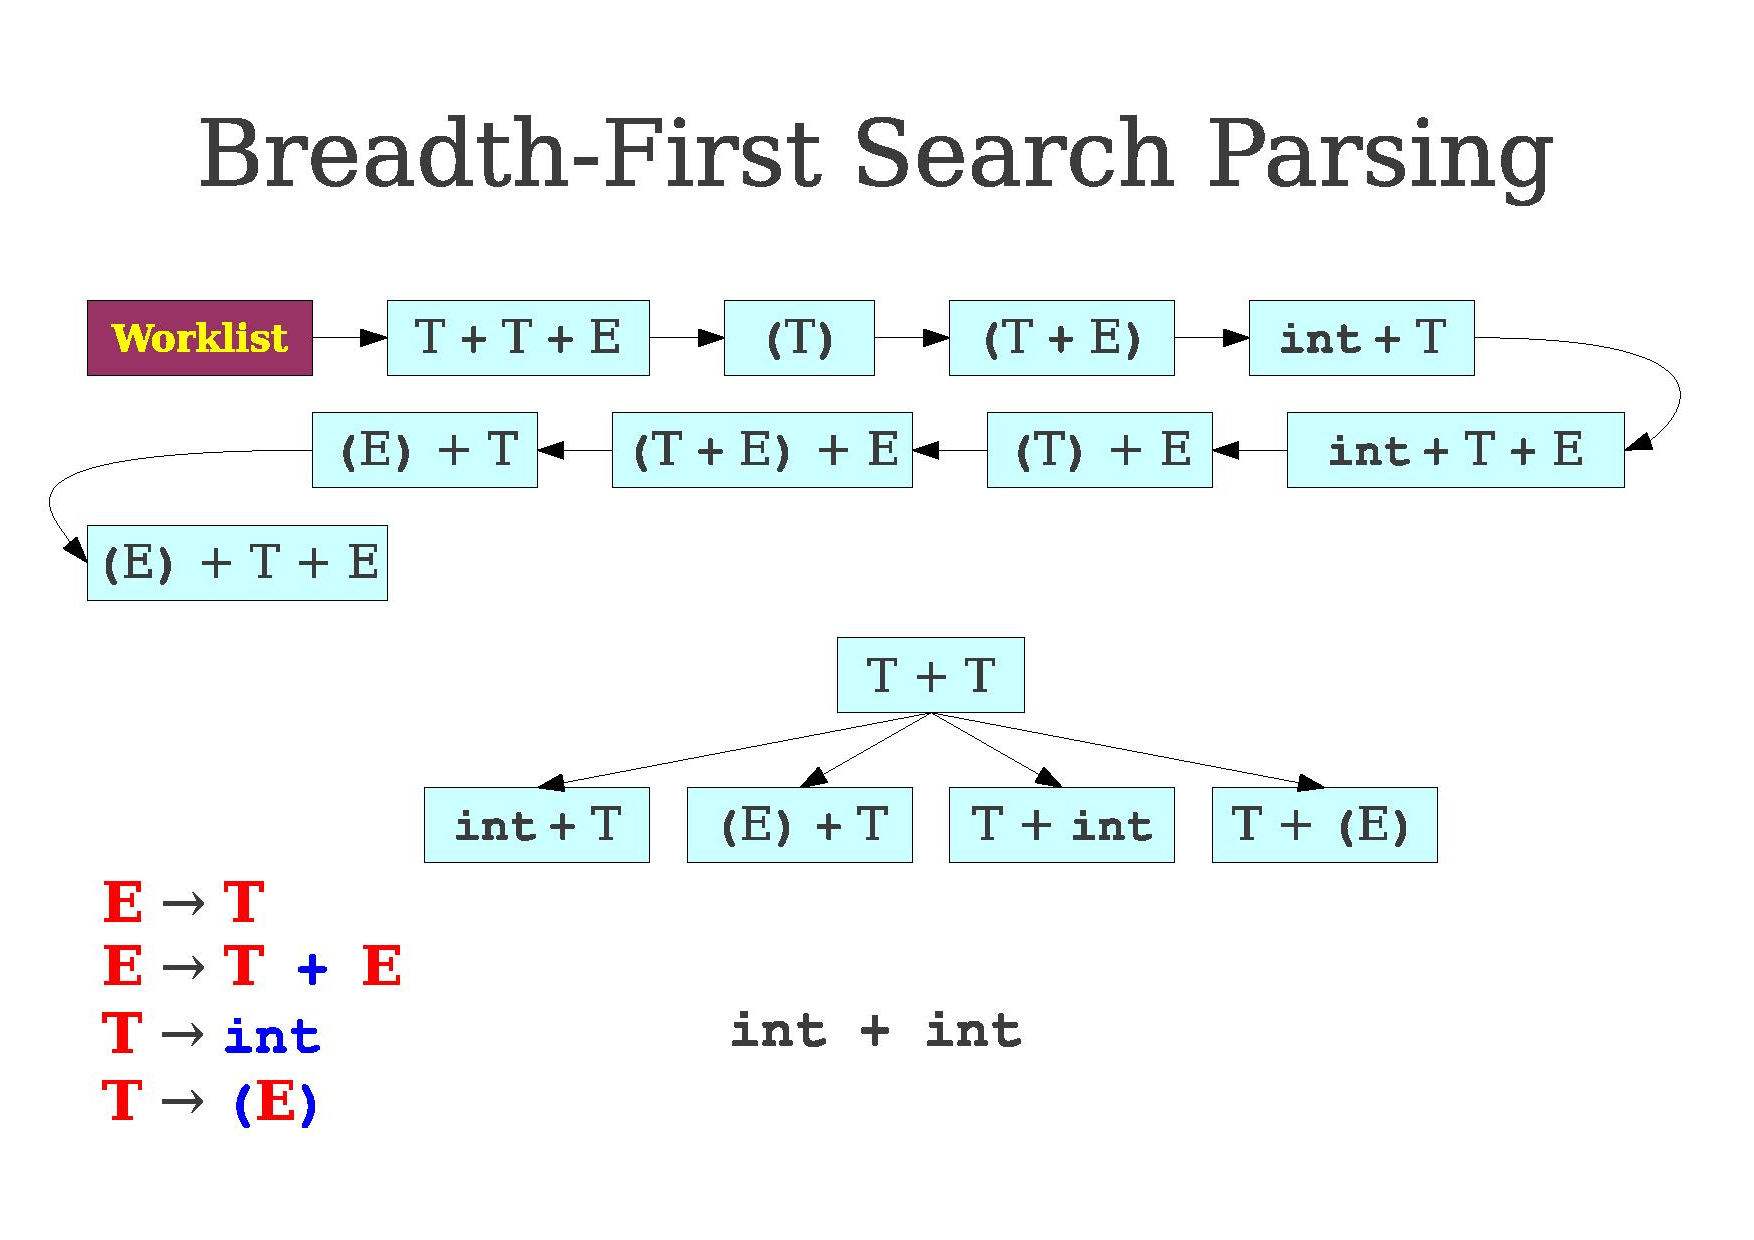 Breadth-First Search Parsing
Worklist T + T + E (T) (T + E) int + T
(E) + T (T + E) + E (T) + E int + T + E
(E) + T + E
T + T
int + T (E) + T T + int T + (E)
E → T
E → T + E
T → int
int + int
T → (E)